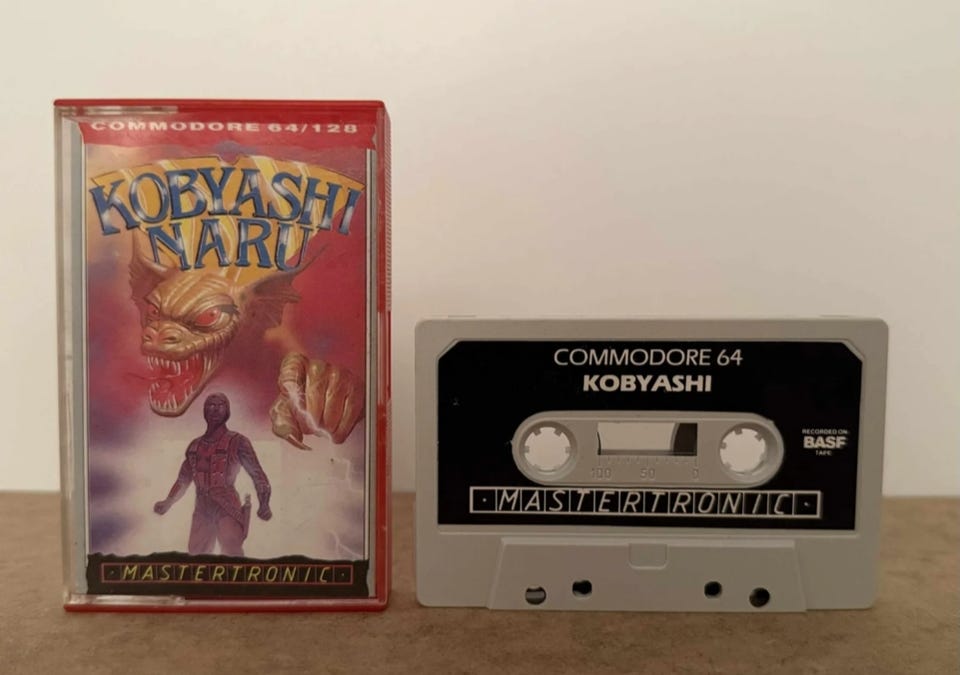 COMMODORE 64/128
KOBYASHI
NARU
MASTERTRONIC
COMMODORE 64
KOBYASHI
RECORDED ON
BASF
TAPE
100 50 0
·MASTERTRONIC·